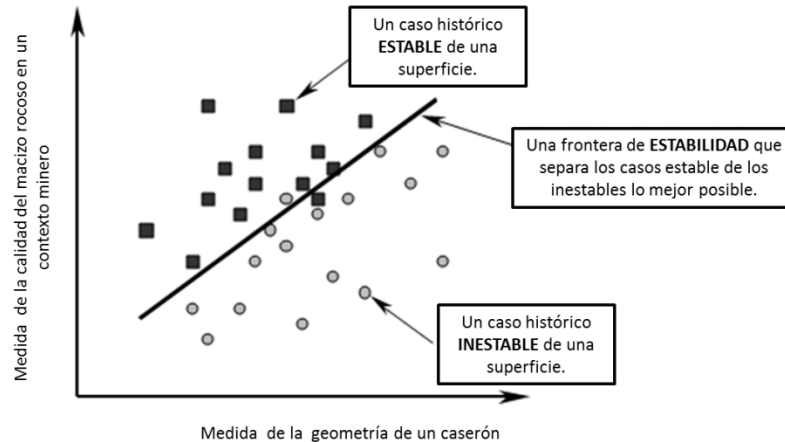 Un caso histórico
ESTABLE de una
superficie.
Una frontera de ESTABILIDAD que
separa los casos estable de los
inestables lo mejor posible.
Un caso histórico
INESTABLE de una
superficie.
Medida de la calidad del macizo rocoso en un
contexto minero
Medida de la geometría de un caserón